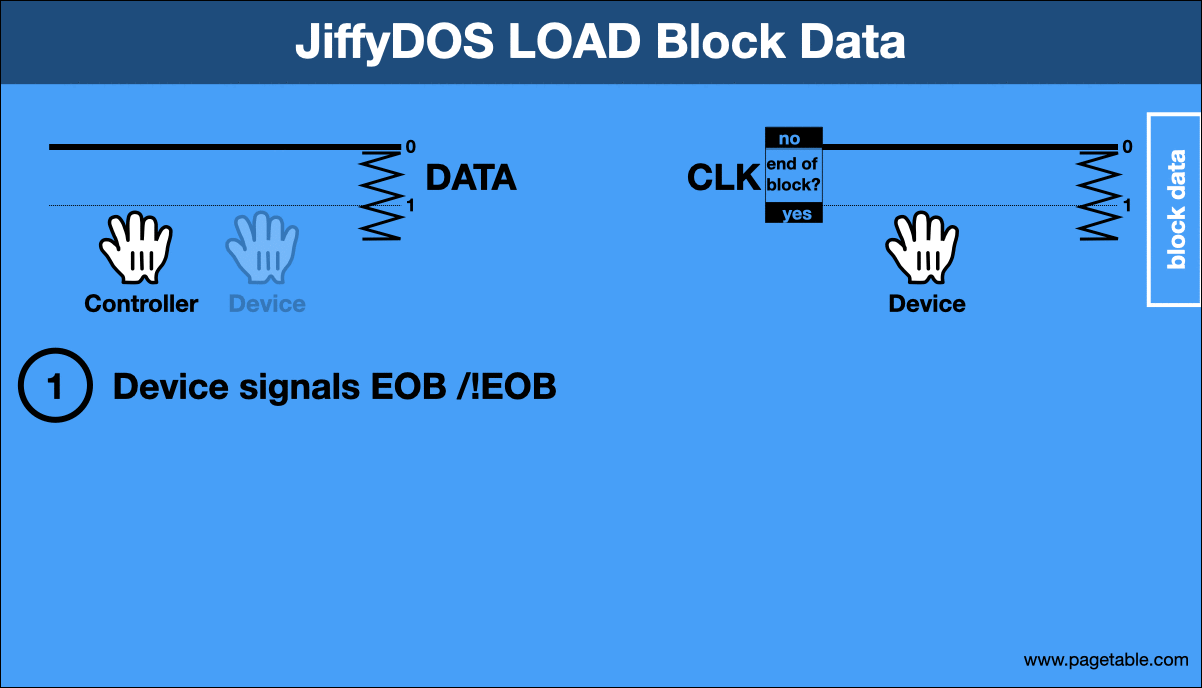 JiffyDOS LOAD Block Data
0
DATA
1
Controller
Device
CLK
no
end of
block?
yes
0
1
Device
block data
1
Device signals EOB /!EOB
www.pagetable.com